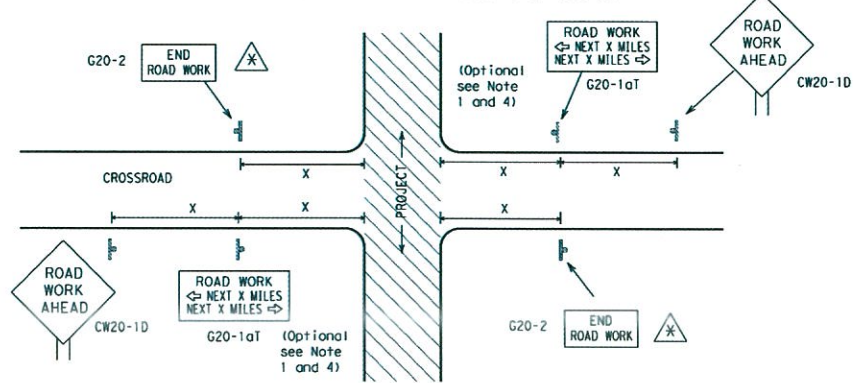 G20-2
END
ROAD WORK
*
ROAD WORK
⇦ NEXT X MILES
NEXT X MILES ⇨
(Optional
see Note
1 and 4)
G20-1aT
ROAD
WORK
AHEAD
CW20-1D
CROSSROAD
X
X
X
PROJECT
X
X
X
ROAD
WORK
AHEAD
CW20-1D
ROAD WORK
⇦ NEXT X MILES
NEXT X MILES ⇨
G20-1aT
(Optional
see Note
1 and 4)
G20-2
END
ROAD WORK
*